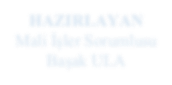 HAZIRLAYAN
Mali İşler Sorumlusu
Başak ULA